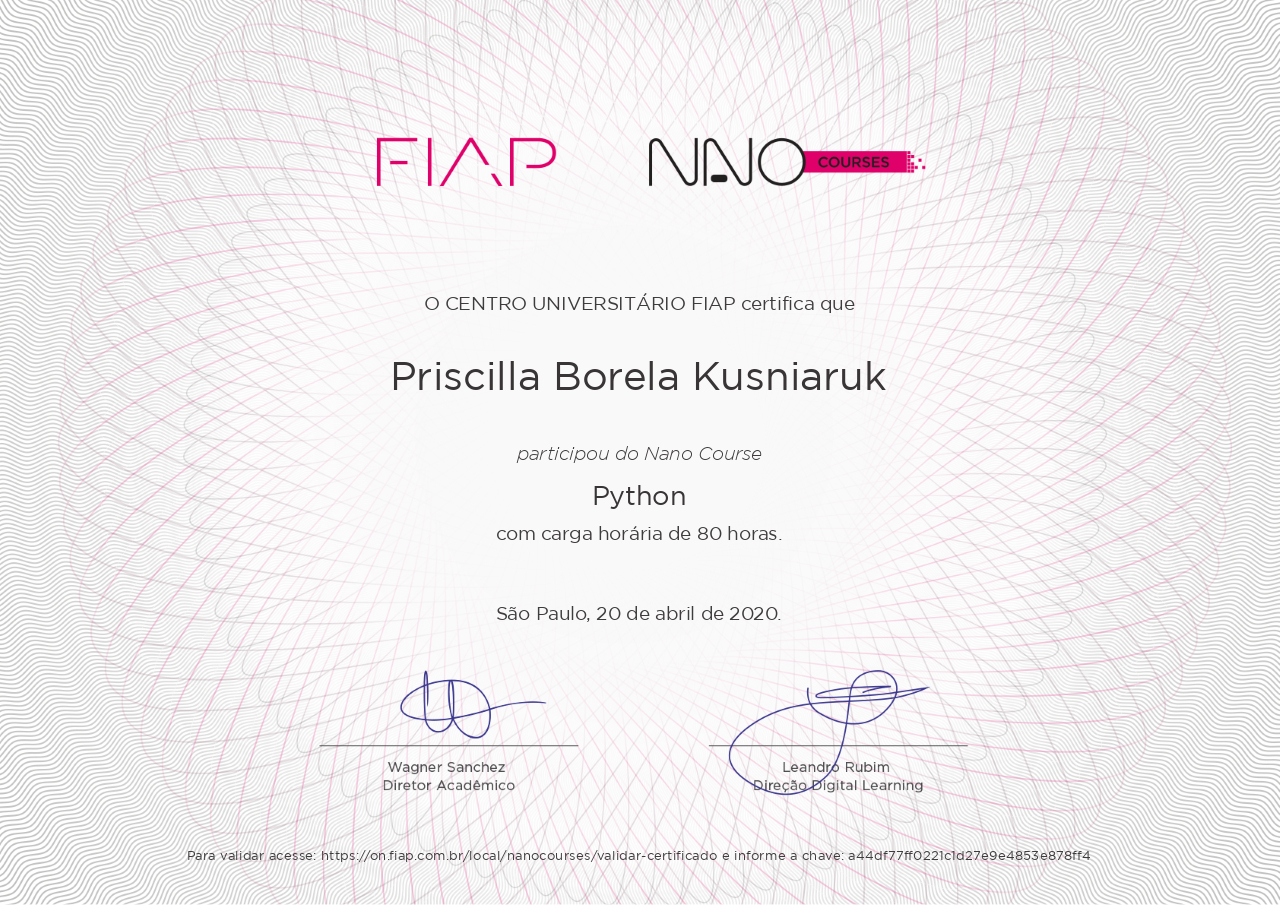 FIAP NANO COURSES
O CENTRO UNIVERSITÁRIO FIAP certifica que
Priscilla Borela Kusniaruk
participou do Nano Course
Python
com carga horária de 80 horas.
São Paulo, 20 de abril de 2020.
Wagner Sanchez
Diretor Acadêmico
Leandro Rubim
Direção Digital Learning
Para validar acesse: https://on.fiap.com.br/local/nanocourses/validar-certificado e informe a chave: a44df77ff0221c1d27e9e4853e878ff4